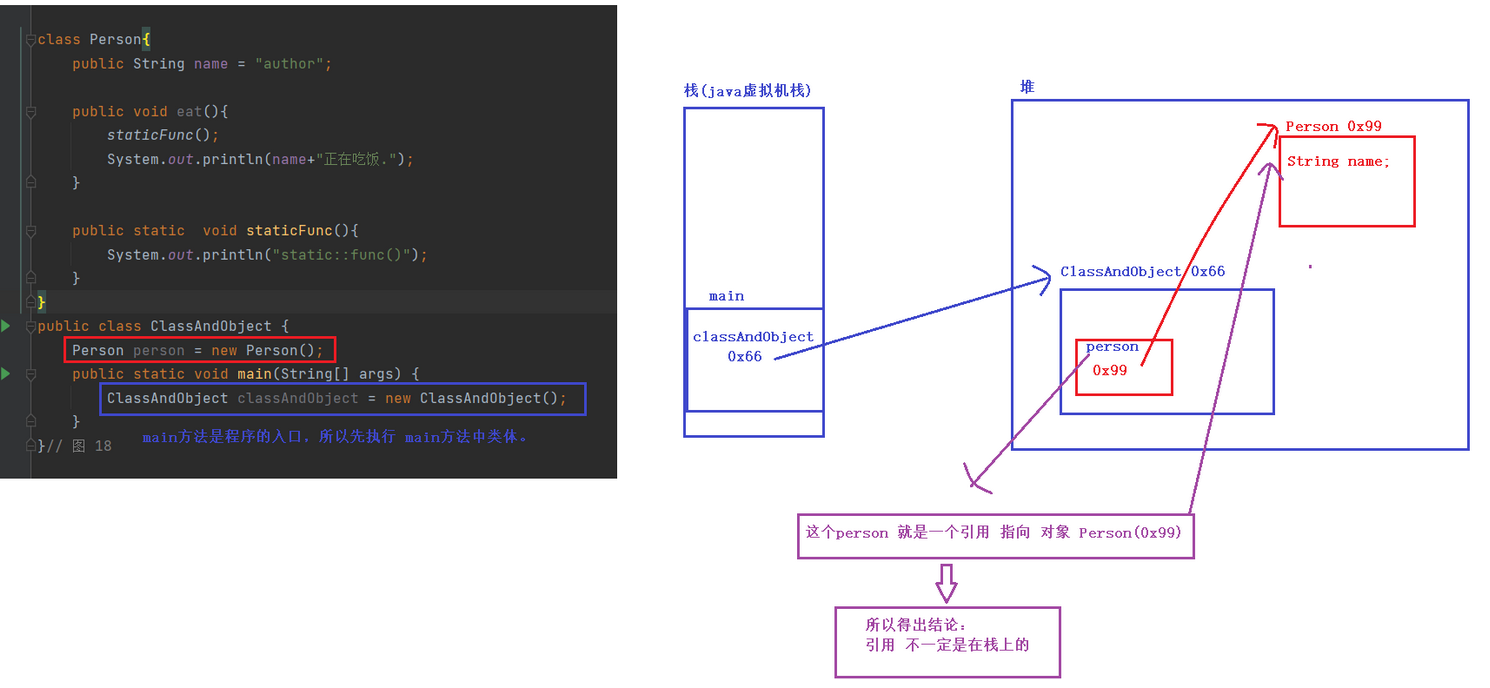 class Person{
public String name = "author";
public void eat(){
staticFunc();
System.out.println(name+"正在吃饭.");
}
public static  void staticFunc(){
System.out.println("static::func()");
}
}
public class ClassAndObject {
Person person = new Person();
public static void main(String[] args) {
ClassAndObject classAndObject = new ClassAndObject();
}
main方法是程序的入口，所以先执行 main方法中类体。
}// 图 18
栈(java虚拟机栈)
main
classAndObject
0x66
堆
Person 0x99
String name;
ClassAndObject 0x66
person
0x99
这个person 就是一个引用 指向 对象 Person(0x99)
所以得出结论：
引用 不一定是在栈上的